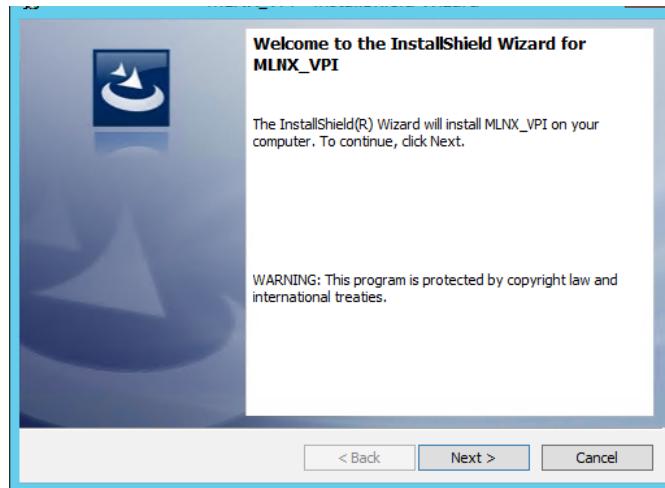 Welcome to the InstallShield Wizard for
MLNX_VPI
The InstallShield(R) Wizard will install MLNX_VPI on your
computer. To continue, click Next.
WARNING: This program is protected by copyright law and
international treaties.
< Back
Next >
Cancel